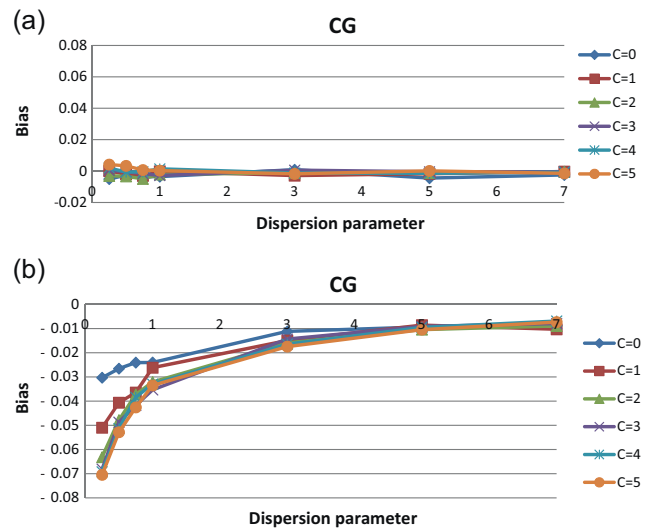 (a)
CG
0.08
0.06
0.04
0.02
0
-0.02
Bias
0 1 2 3 4 5 6 7
Dispersion parameter
C=0
C=1
C=2
C=3
C=4
C=5
(b)
CG
0
- 0.01
- 0.02
- 0.03
- 0.04
- 0.05
- 0.06
- 0.07
- 0.08
Bias
0 1 2 3 4 5 6 7
Dispersion parameter
C=0
C=1
C=2
C=3
C=4
C=5